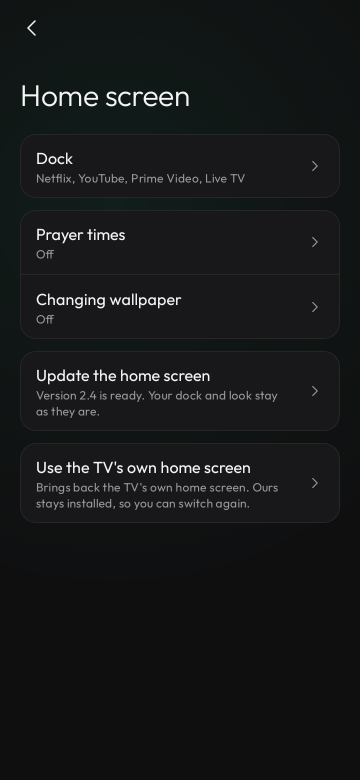 Home screen
Dock
Netflix, YouTube, Prime Video, Live TV
Prayer times
Off
Changing wallpaper
Off
Update the home screen
Version 2.4 is ready. Your dock and look stay
as they are.
Use the TV's own home screen
Brings back the TV's own home screen. Ours
stays installed, so you can switch again.